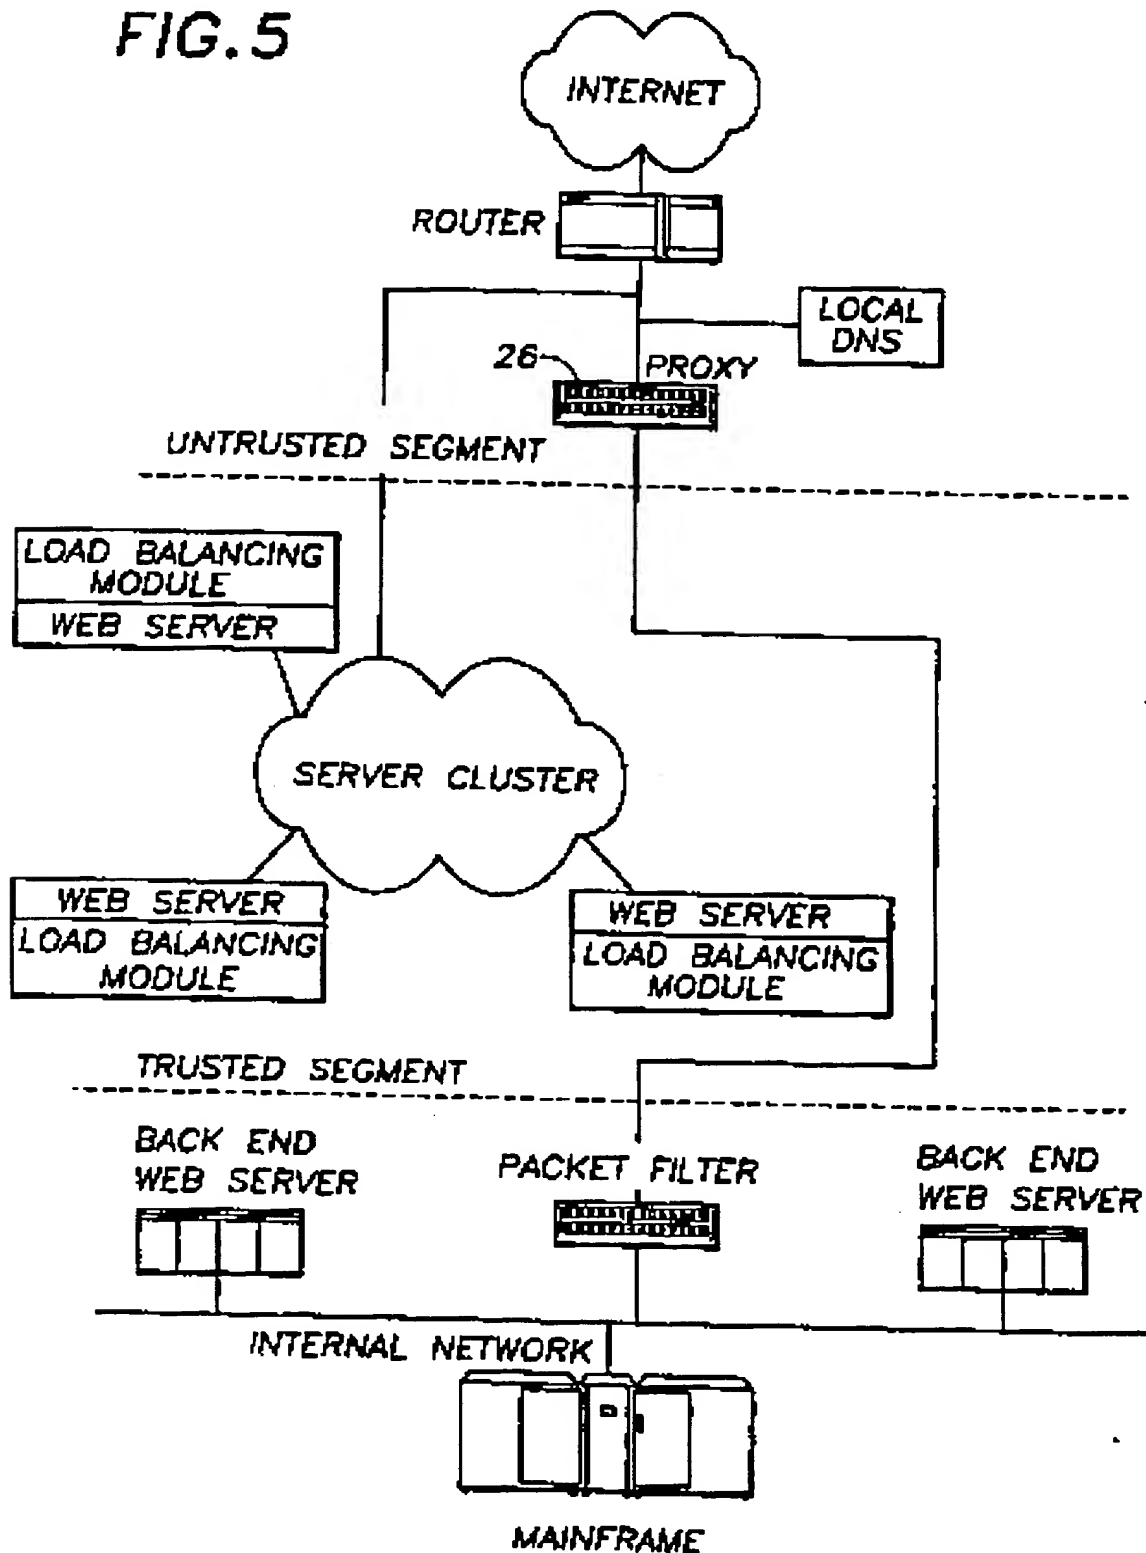 FIG. 5
INTERNET
ROUTER
LOCAL
DNS
26
PROXY
UNTRUSTED SEGMENT
LOAD BALANCING
MODULE
WEB SERVER
SERVER CLUSTER
WEB SERVER
LOAD BALANCING
MODULE
WEB SERVER
LOAD BALANCING
MODULE
TRUSTED SEGMENT
BACK END
WEB SERVER
PACKET FILTER
BACK END
WEB SERVER
INTERNAL NETWORK
MAINFRAME